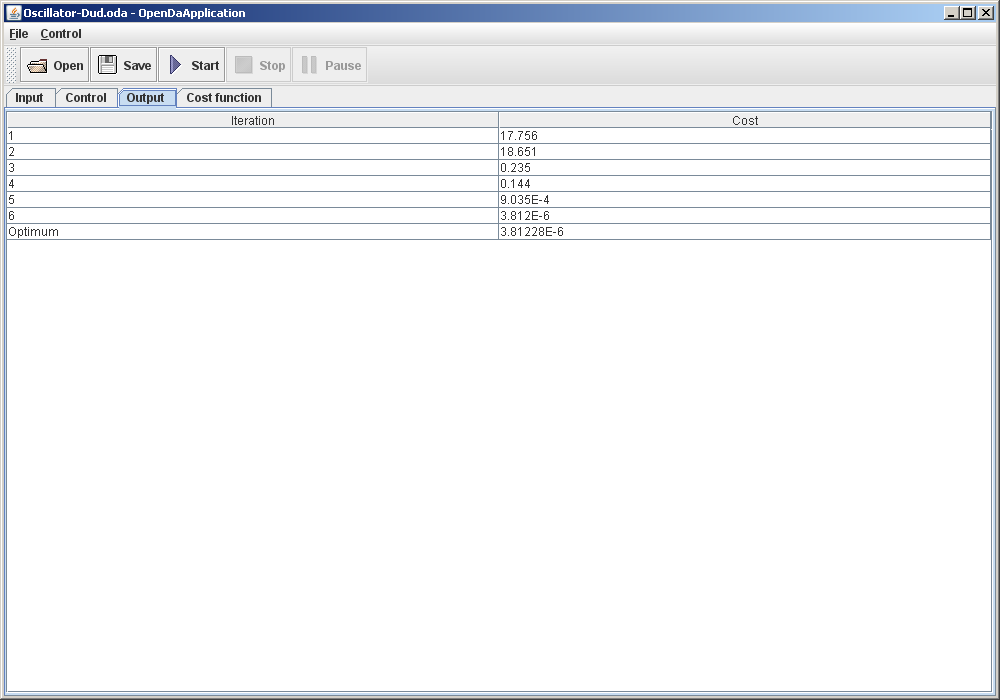 Oscillator-Dud.oda - OpenDaApplication
File Control
Open Save Start Stop Pause
Input Control Output Cost function
Iteration Cost
1 17.756
2 18.651
3 0.235
4 0.144
5 9.035E-4
6 3.812E-6
Optimum 3.81228E-6